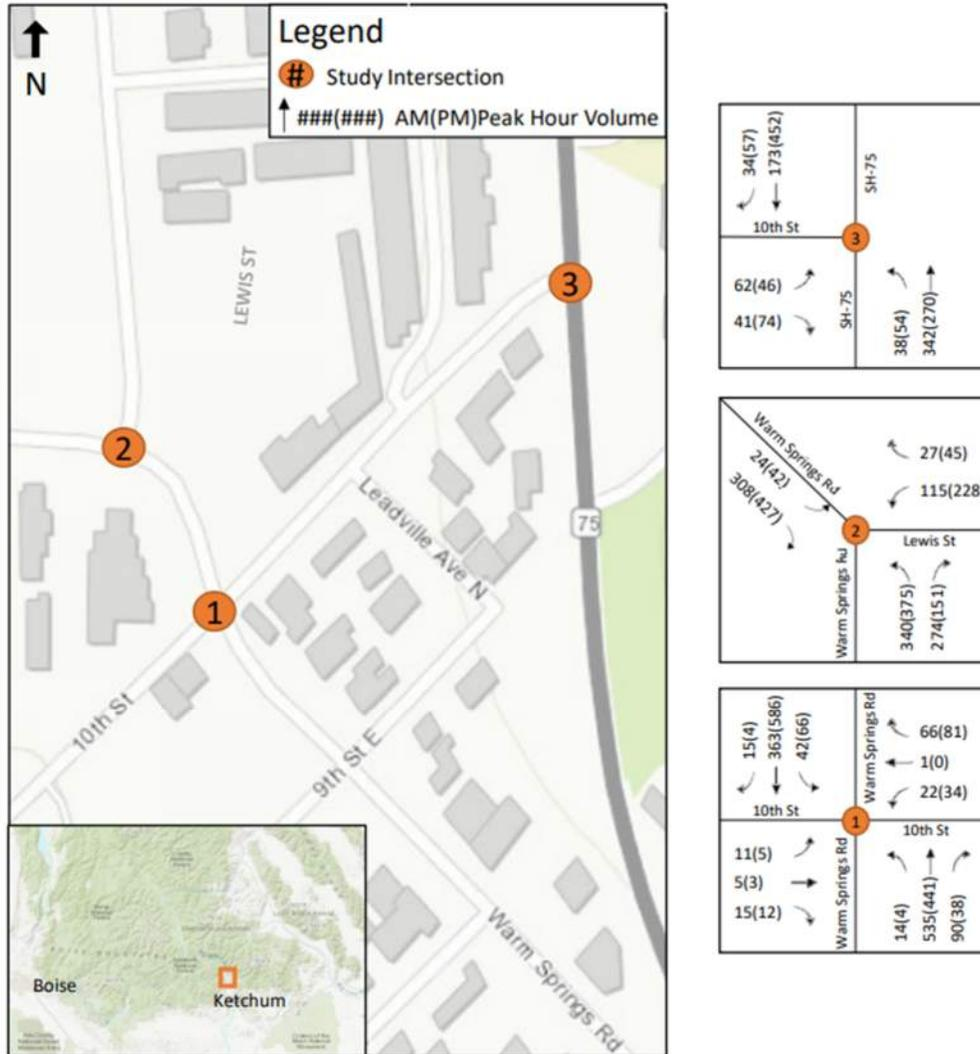 N
Legend
# Study Intersection
###(###) AM(PM)Peak Hour Volume
LEWIS ST
3
2
Leadville Ave N
75
1
10th St
9th St E
Warm Springs Rd
Boise
Ketchum
34(57)
173(452)
SH-75
10th St
3
62(46)
41(74)
SH-75
38(54)
342(270)
Warm Springs Rd
24(42)
308(427)
27(45)
115(228
2
Lewis St
Warm Springs Rd
340(375)
274(151)
15(4)
363(586)
42(66)
Warm Springs Rd
66(81)
1(0)
22(34)
10th St
1
10th St
11(5)
5(3)
15(12)
Warm Springs Rd
14(4)
535(441)
90(38)